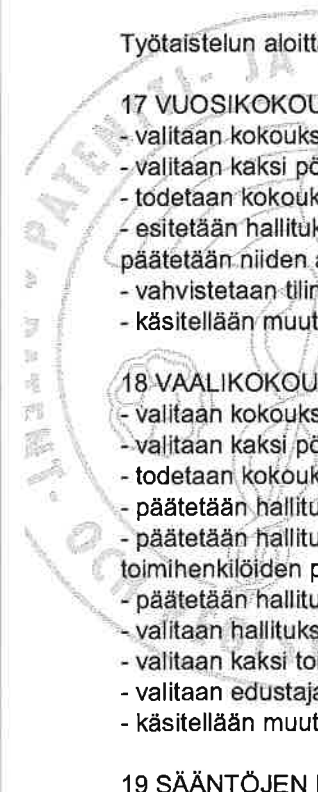 Työtaistelun aloitta
17 VUOSIKOKOU
- valitaan kokouks
- valitaan kaksi pö
- todetaan kokouk
- esitetään hallituk
päätetään niiden a
- vahvistetaan tilin
- käsitellään muut
18 VAALIKOKOU
- valitaan kokouks
- valitaan kaksi pö
- todetaan kokouk
- päätetään hallitu
- päätetään hallitu
toimihenkilöiden p
- päätetään hallitu
- valitaan hallituks
- valitaan kaksi to
- valitaan edustaja
- käsitellään muut
19 SÄÄNTÖJEN